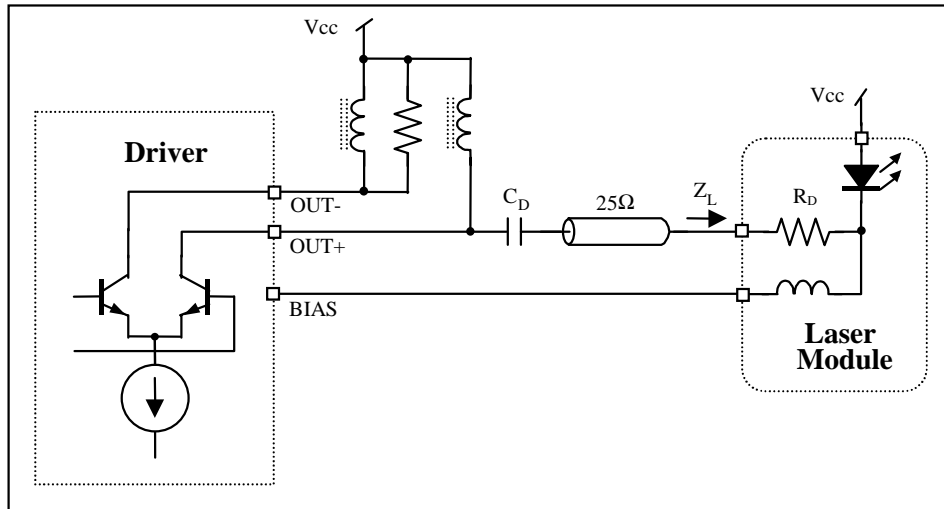 Vcc
Vcc
Driver
OUT-
C_D
25Ω
Z_L
R_D
OUT+
BIAS
Laser
Module